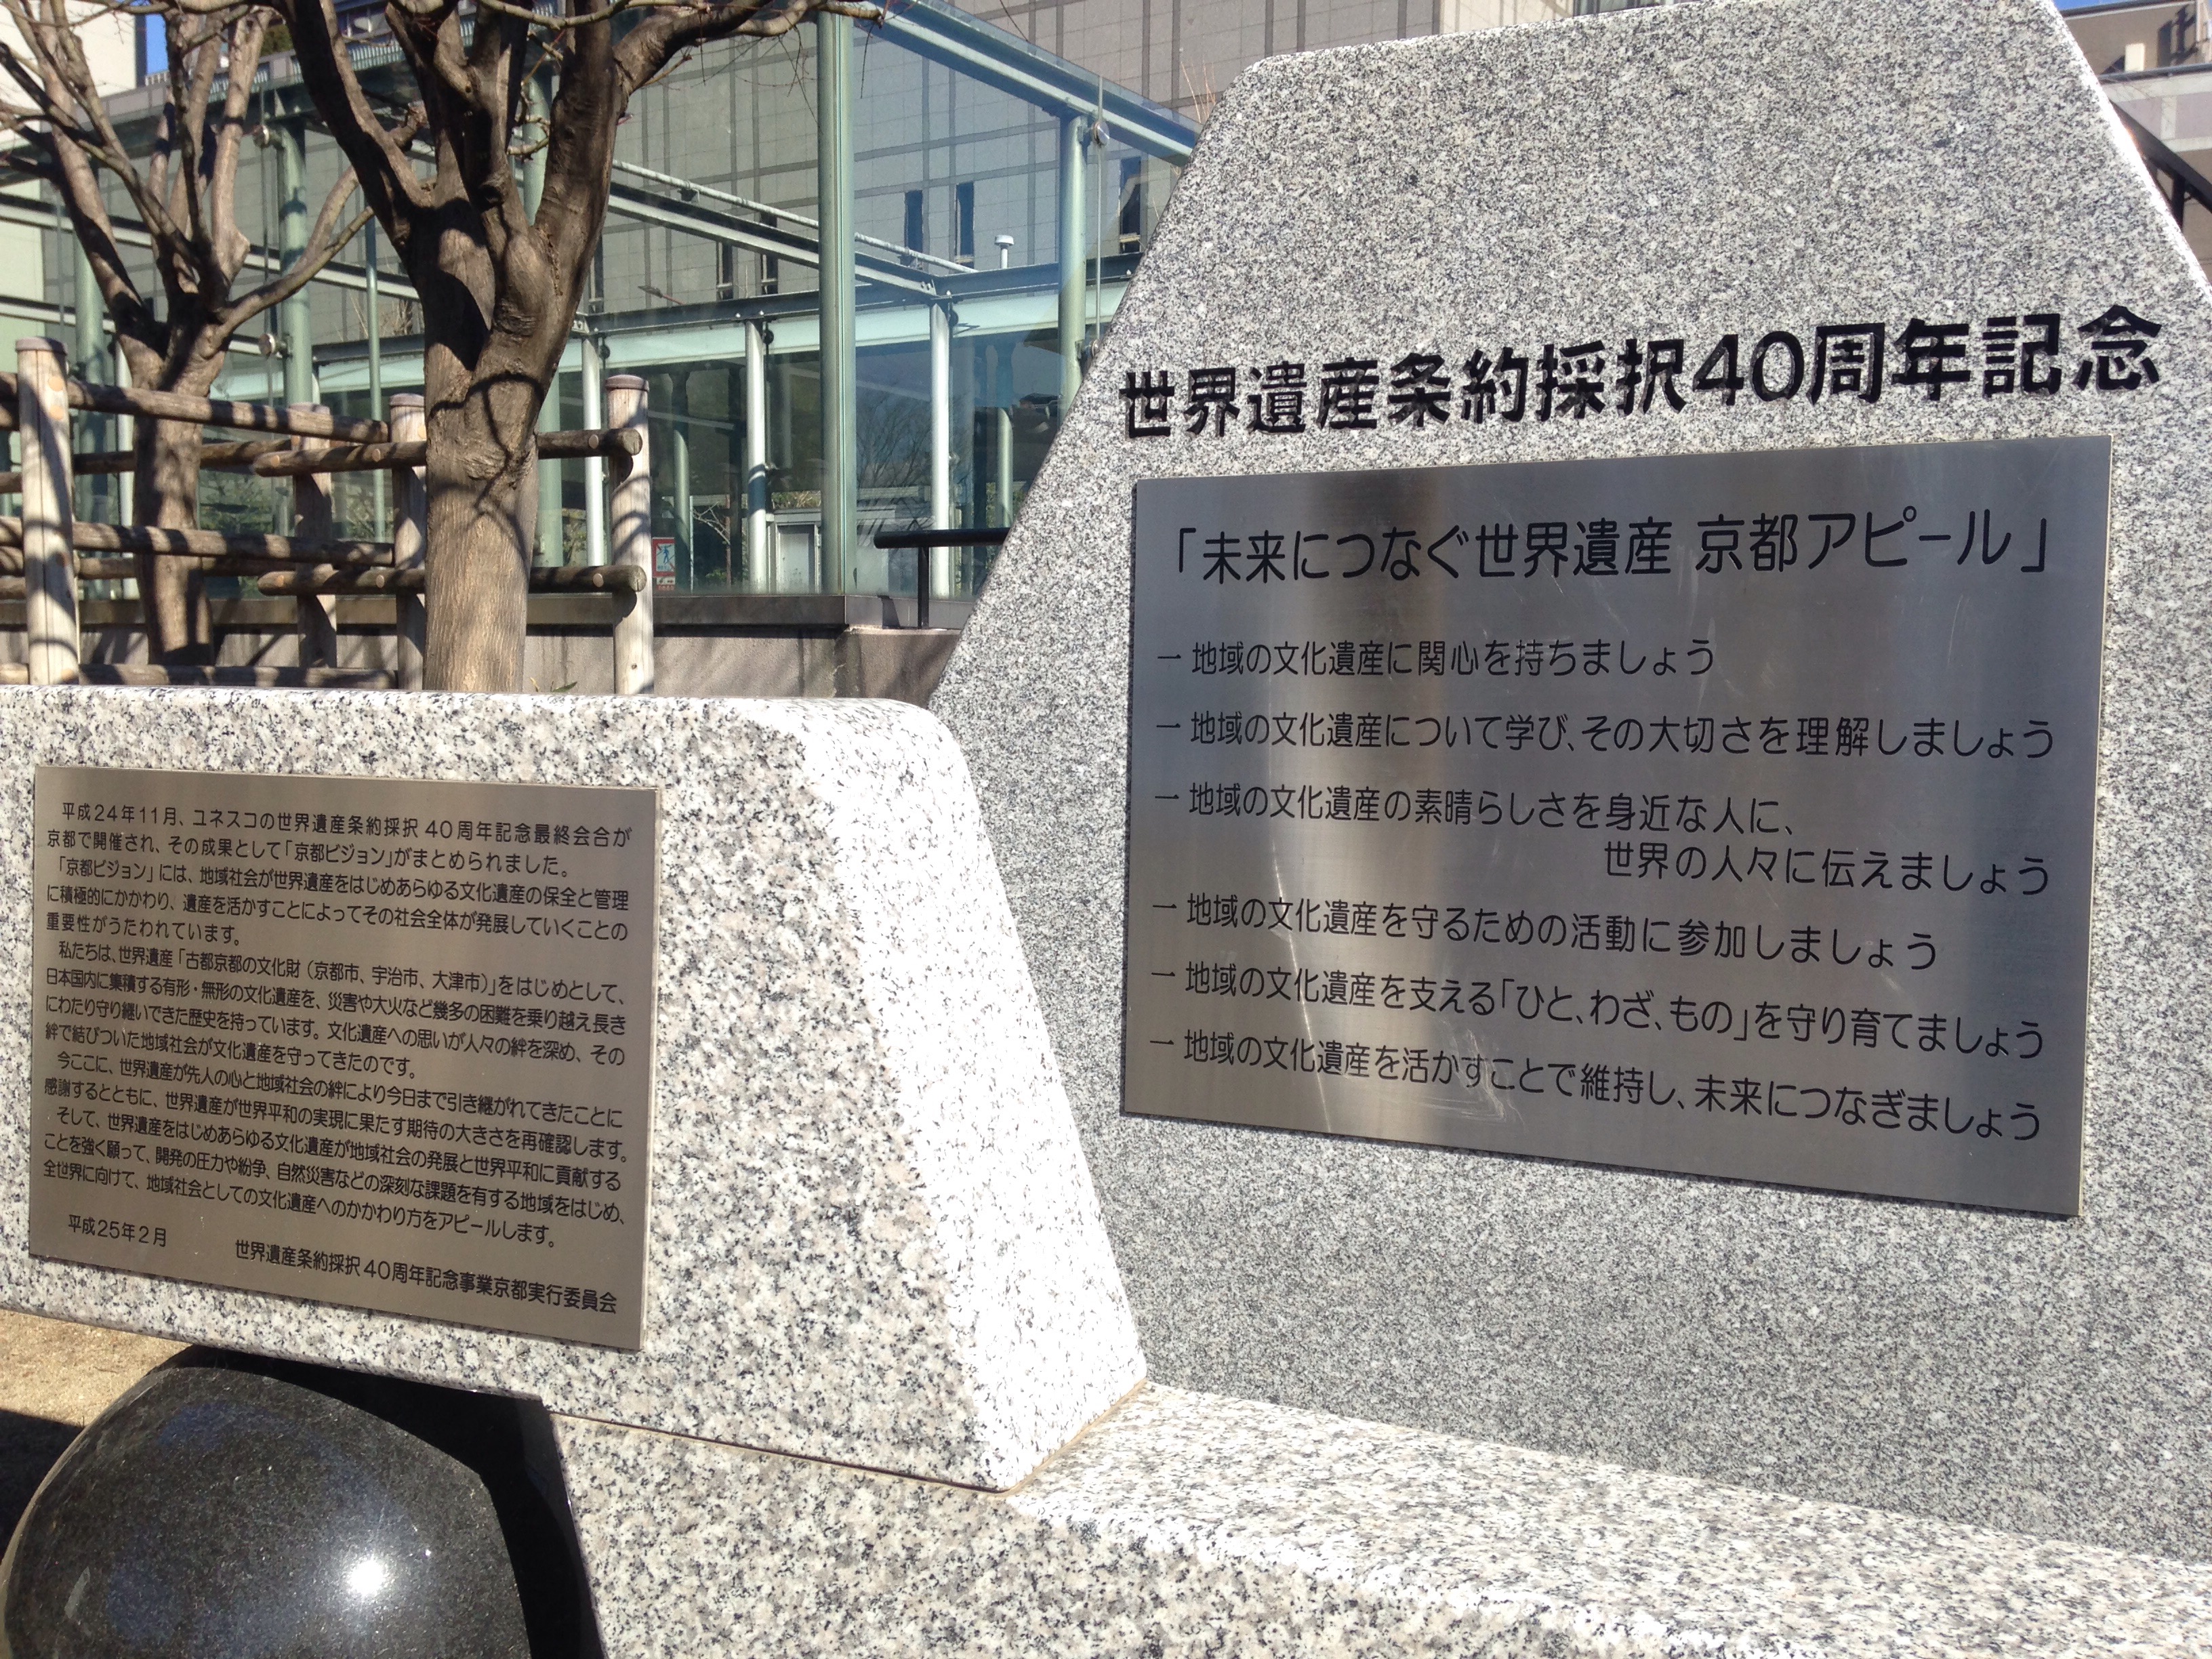 世界遺産条約採択40周年記念
「未来につなぐ世界遺産 京都アピール」
一 地域の文化遺産に関心を持ちましょう
一 地域の文化遺産について学び、その大切さを理解しましょう
一 地域の文化遺産の素晴らしさを身近な人に、
世界の人々に伝えましょう
一 地域の文化遺産を守るための活動に参加しましょう
一 地域の文化遺産を支える「ひと、わざ、もの」を守り育てましょう
一 地域の文化遺産を活かすことで維持し、未来につなぎましょう
平成24年11月、ユネスコの世界遺産条約採択40周年記念最終会合が
京都で開催され、その成果として「京都ビジョン」がまとめられました。
「京都ビジョン」には、地域社会が世界遺産をはじめあらゆる文化遺産の保全と管理
に積極的にかかわり、遺産を活かすことによってその社会全体が発展していくことの
重要性がうたわれています。
私たちは、世界遺産「古都京都の文化財（京都市、宇治市、大津市）」をはじめとして、
日本国内に集積する有形・無形の文化遺産を、災害や大火など幾多の困難を乗り越え長き
にわたり守り継いできた歴史を持っています。文化遺産への思いが人々の絆を深め、その
絆で結びついた地域社会が文化遺産を守ってきたのです。
今ここに、世界遺産が先人の心と地域社会の絆により今日まで引き継がれてきたことに
感謝するとともに、世界遺産が世界平和の実現に果たす期待の大きさを再確認します。
そして、世界遺産をはじめあらゆる文化遺産が地域社会の発展と世界平和に貢献する
ことを強く願って、開発の圧力や紛争、自然災害などの深刻な課題を有する地域をはじめ、
全世界に向けて、地域社会としての文化遺産へのかかわり方をアピールします。
平成25年2月
世界遺産条約採択40周年記念事業京都実行委員会